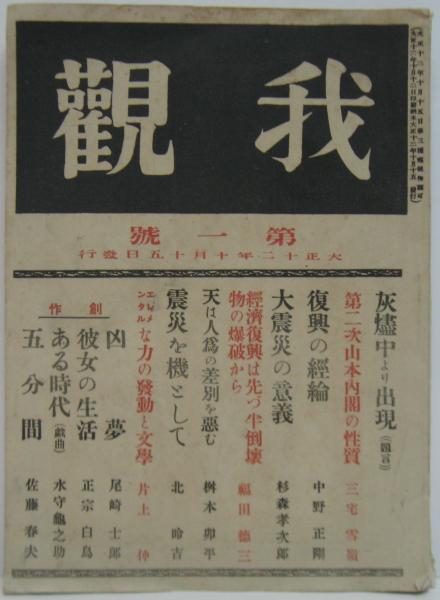 我觀
第一號
大正十二年十月十五日發行
灰燼中より出現（題言）
第二次山本内閣の性質 三宅雪嶺
復興の經綸 中野正剛
大震災の意義 杉森孝次郎
經濟復興は先づ半倒壞
物の爆破から 福田德三
天は人爲の差別を惡む 桝本卯平
震災を機として 北昤吉
エレメンタルな力の發動と文學 片上伸
創作
凶夢 尾崎士郎
彼女の生活 正宗白鳥
ある時代（戯曲） 水守龜之助
五分間 佐藤春夫